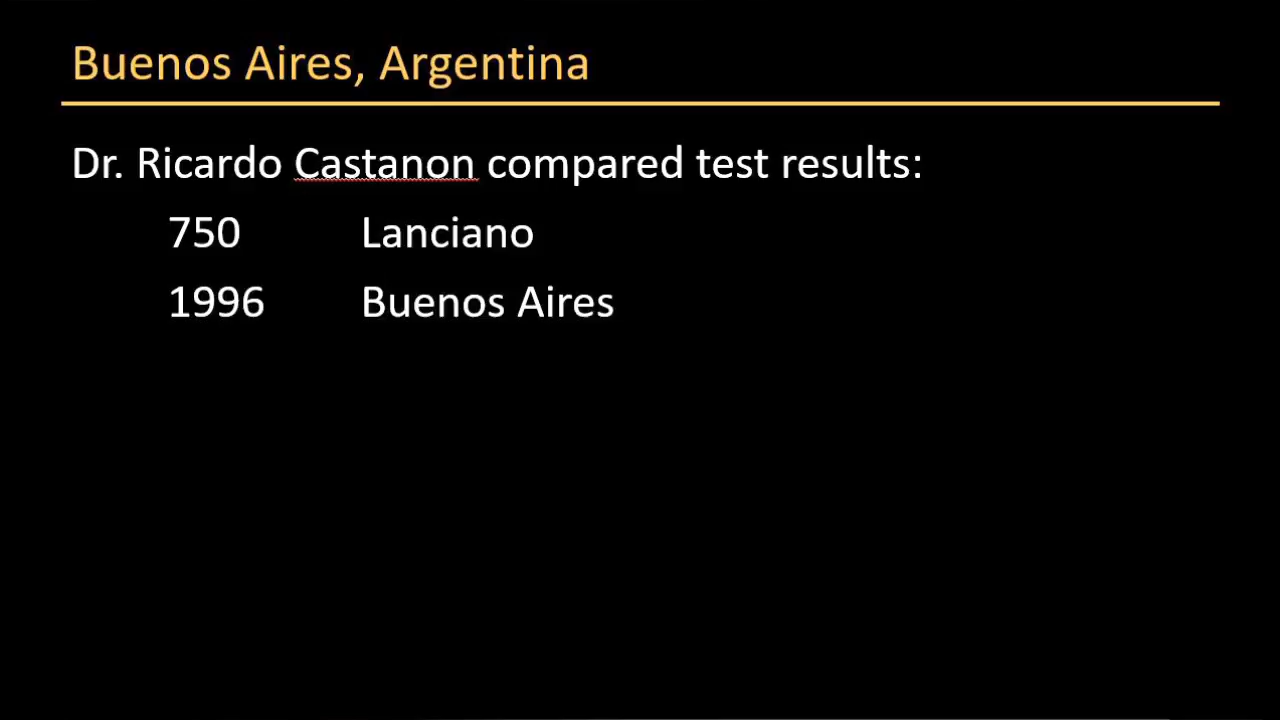 Buenos Aires, Argentina
Dr. Ricardo Castanon compared test results:
750 Lanciano
1996 Buenos Aires